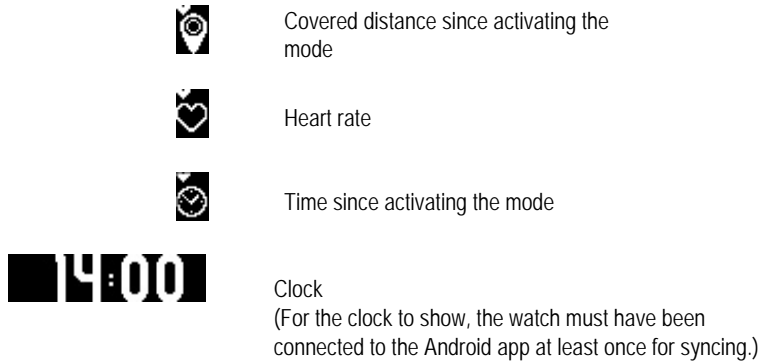 Covered distance since activating the
mode
Heart rate
Time since activating the mode
14:00
Clock
(For the clock to show, the watch must have been
connected to the Android app at least once for syncing.)